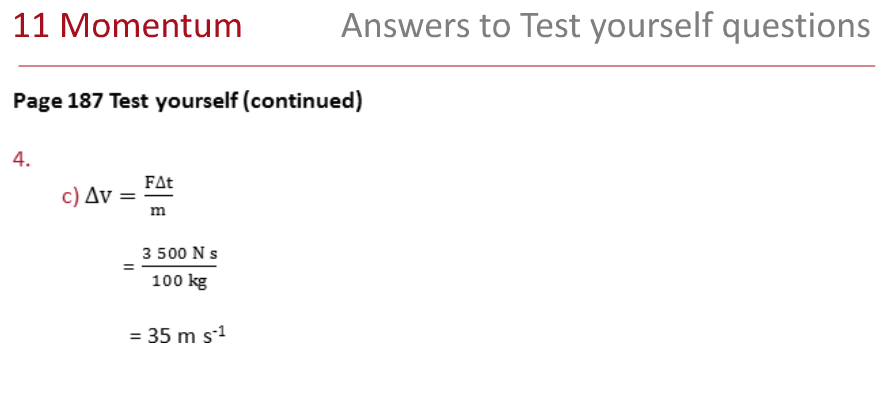 11 Momentum Answers to Test yourself questions
Page 187 Test yourself (continued)
4.
c) Δv = FΔt / m
= 3 500 N s / 100 kg
= 35 m s⁻¹